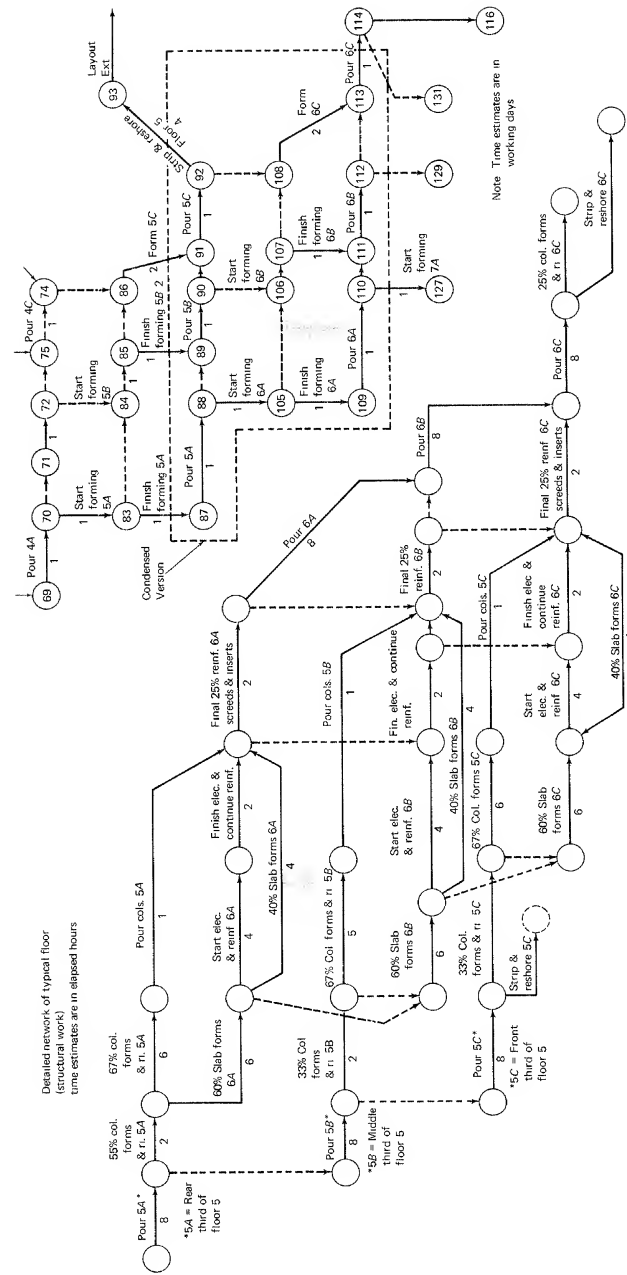 Detailed network of typical floor
(structural work)
time estimates are in elapsed hours
Pour 5A*
8
*5A = Rear
third of
floor 5
55% col.
forms
& r1. 5A
2
67% col.
forms
& r1. 5A
6
Pour cols. 5A
1
60% Slab forms
6A
6
Start elec.
& reinf 6A
4
Finish elec. &
continue reinf.
2
40% Slab forms 6A
4
Final 25% reinf. 6A
screeds & inserts
2
Pour 6A
8
Pour 5B*
8
*5B = Middle
third of
floor 5
33% Col
forms
& r1 5B
2
67% Col forms & r1 5B
5
Pour cols. 5B
1
60% Slab
forms 6B
6
Start elec.
& reinf. 6B
4
Fin. elec & continue
reinf.
2
40% Slab forms 6B
4
Final 25%
reinf. 6B
2
Pour 6B
8
Pour 5C*
8
*5C = Front
third of
floor 5
Strip &
reshore 5C
33% Col.
forms & r1 5C
67% Col. forms 5C
6
Pour cols. 5C
1
60% Slab
forms 6C
6
Start
elec. &
reinf 6C
4
Finish elec &
continue
reinf. 6C
2
40% Slab forms 6C
Final 25% reinf 6C
screeds & inserts
2
Pour 6C
8
25% col. forms
& r1 6C
Strip &
reshore 6C
69
Pour 4A
1
70
71
1
72
75
Pour 4C
1
74
Start
forming
5A
1
Start
forming
5B
83
84
1
85
86
2
Form 5C
Finish
forming 5A
1
Finish
forming 5B
1
2
87
Pour 5A
1
88
89
Pour 5B
1
90
91
Pour 5C
1
92
Strip & reshore
Floor 5
4
93
Layout
Ext
Condensed
Version
Start
forming
6A
1
Start
forming
6B
1
105
106
107
108
Finish
forming
6A
1
Finish
forming
6B
1
Form
6C
2
109
Pour 6A
1
110
111
Pour 6B
1
112
113
Pour 6C
1
114
116
Start
forming
7A
1
127
129
131
Note Time estimates are in
working days